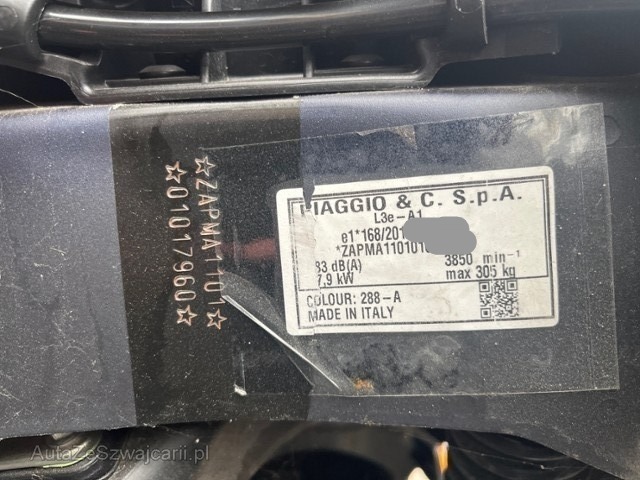 ☆ZAPMA1101☆
☆01017960☆
PIAGGIO & C. S.p.A.
L3e-A1
e1*168/201
*ZAPMA110101
83 dB(A) 3850 min-1
7,9 kW max 305 kg
COLOUR: 288-A
MADE IN ITALY
AutaZeSzwajcarii.pl